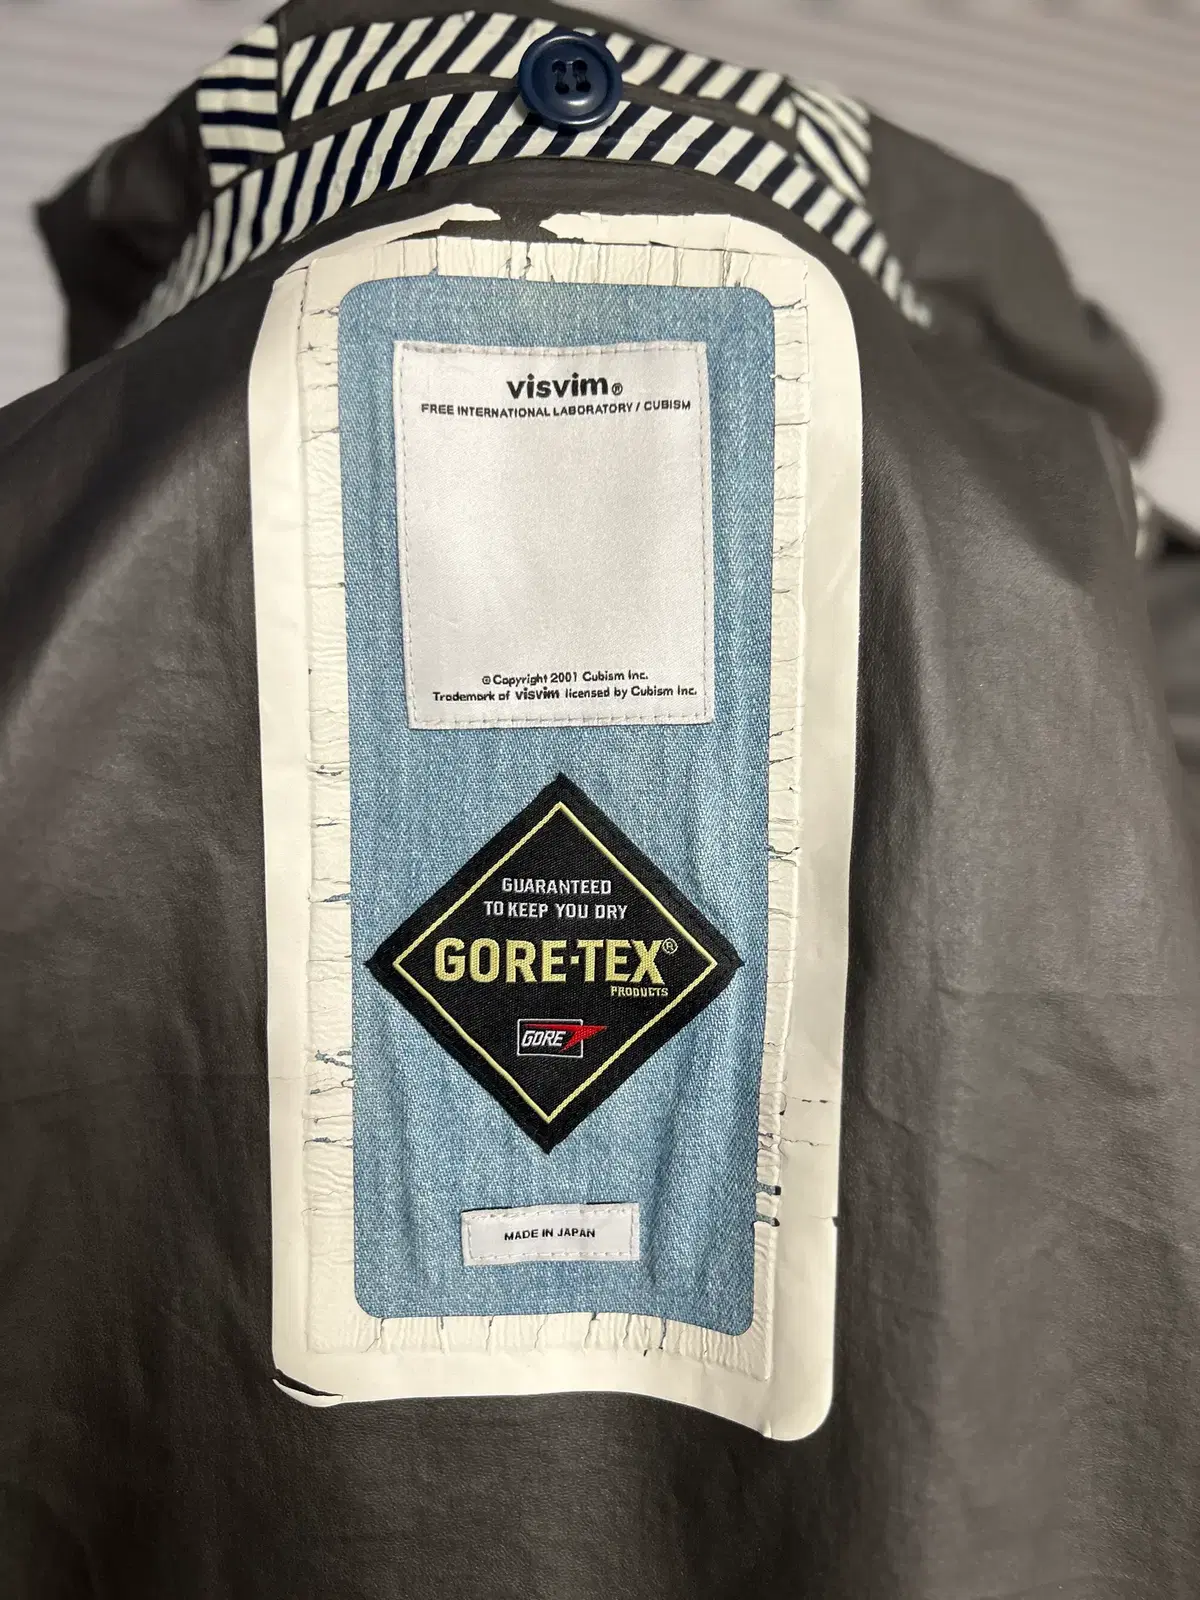 visvim®
FREE INTERNATIONAL LABORATORY / CUBISM
© Copyright 2001 Cubism Inc.
Trademark of visvim licensed by Cubism Inc.
GUARANTEED
TO KEEP YOU DRY
GORE-TEX®
PRODUCTS
GORE
MADE IN JAPAN